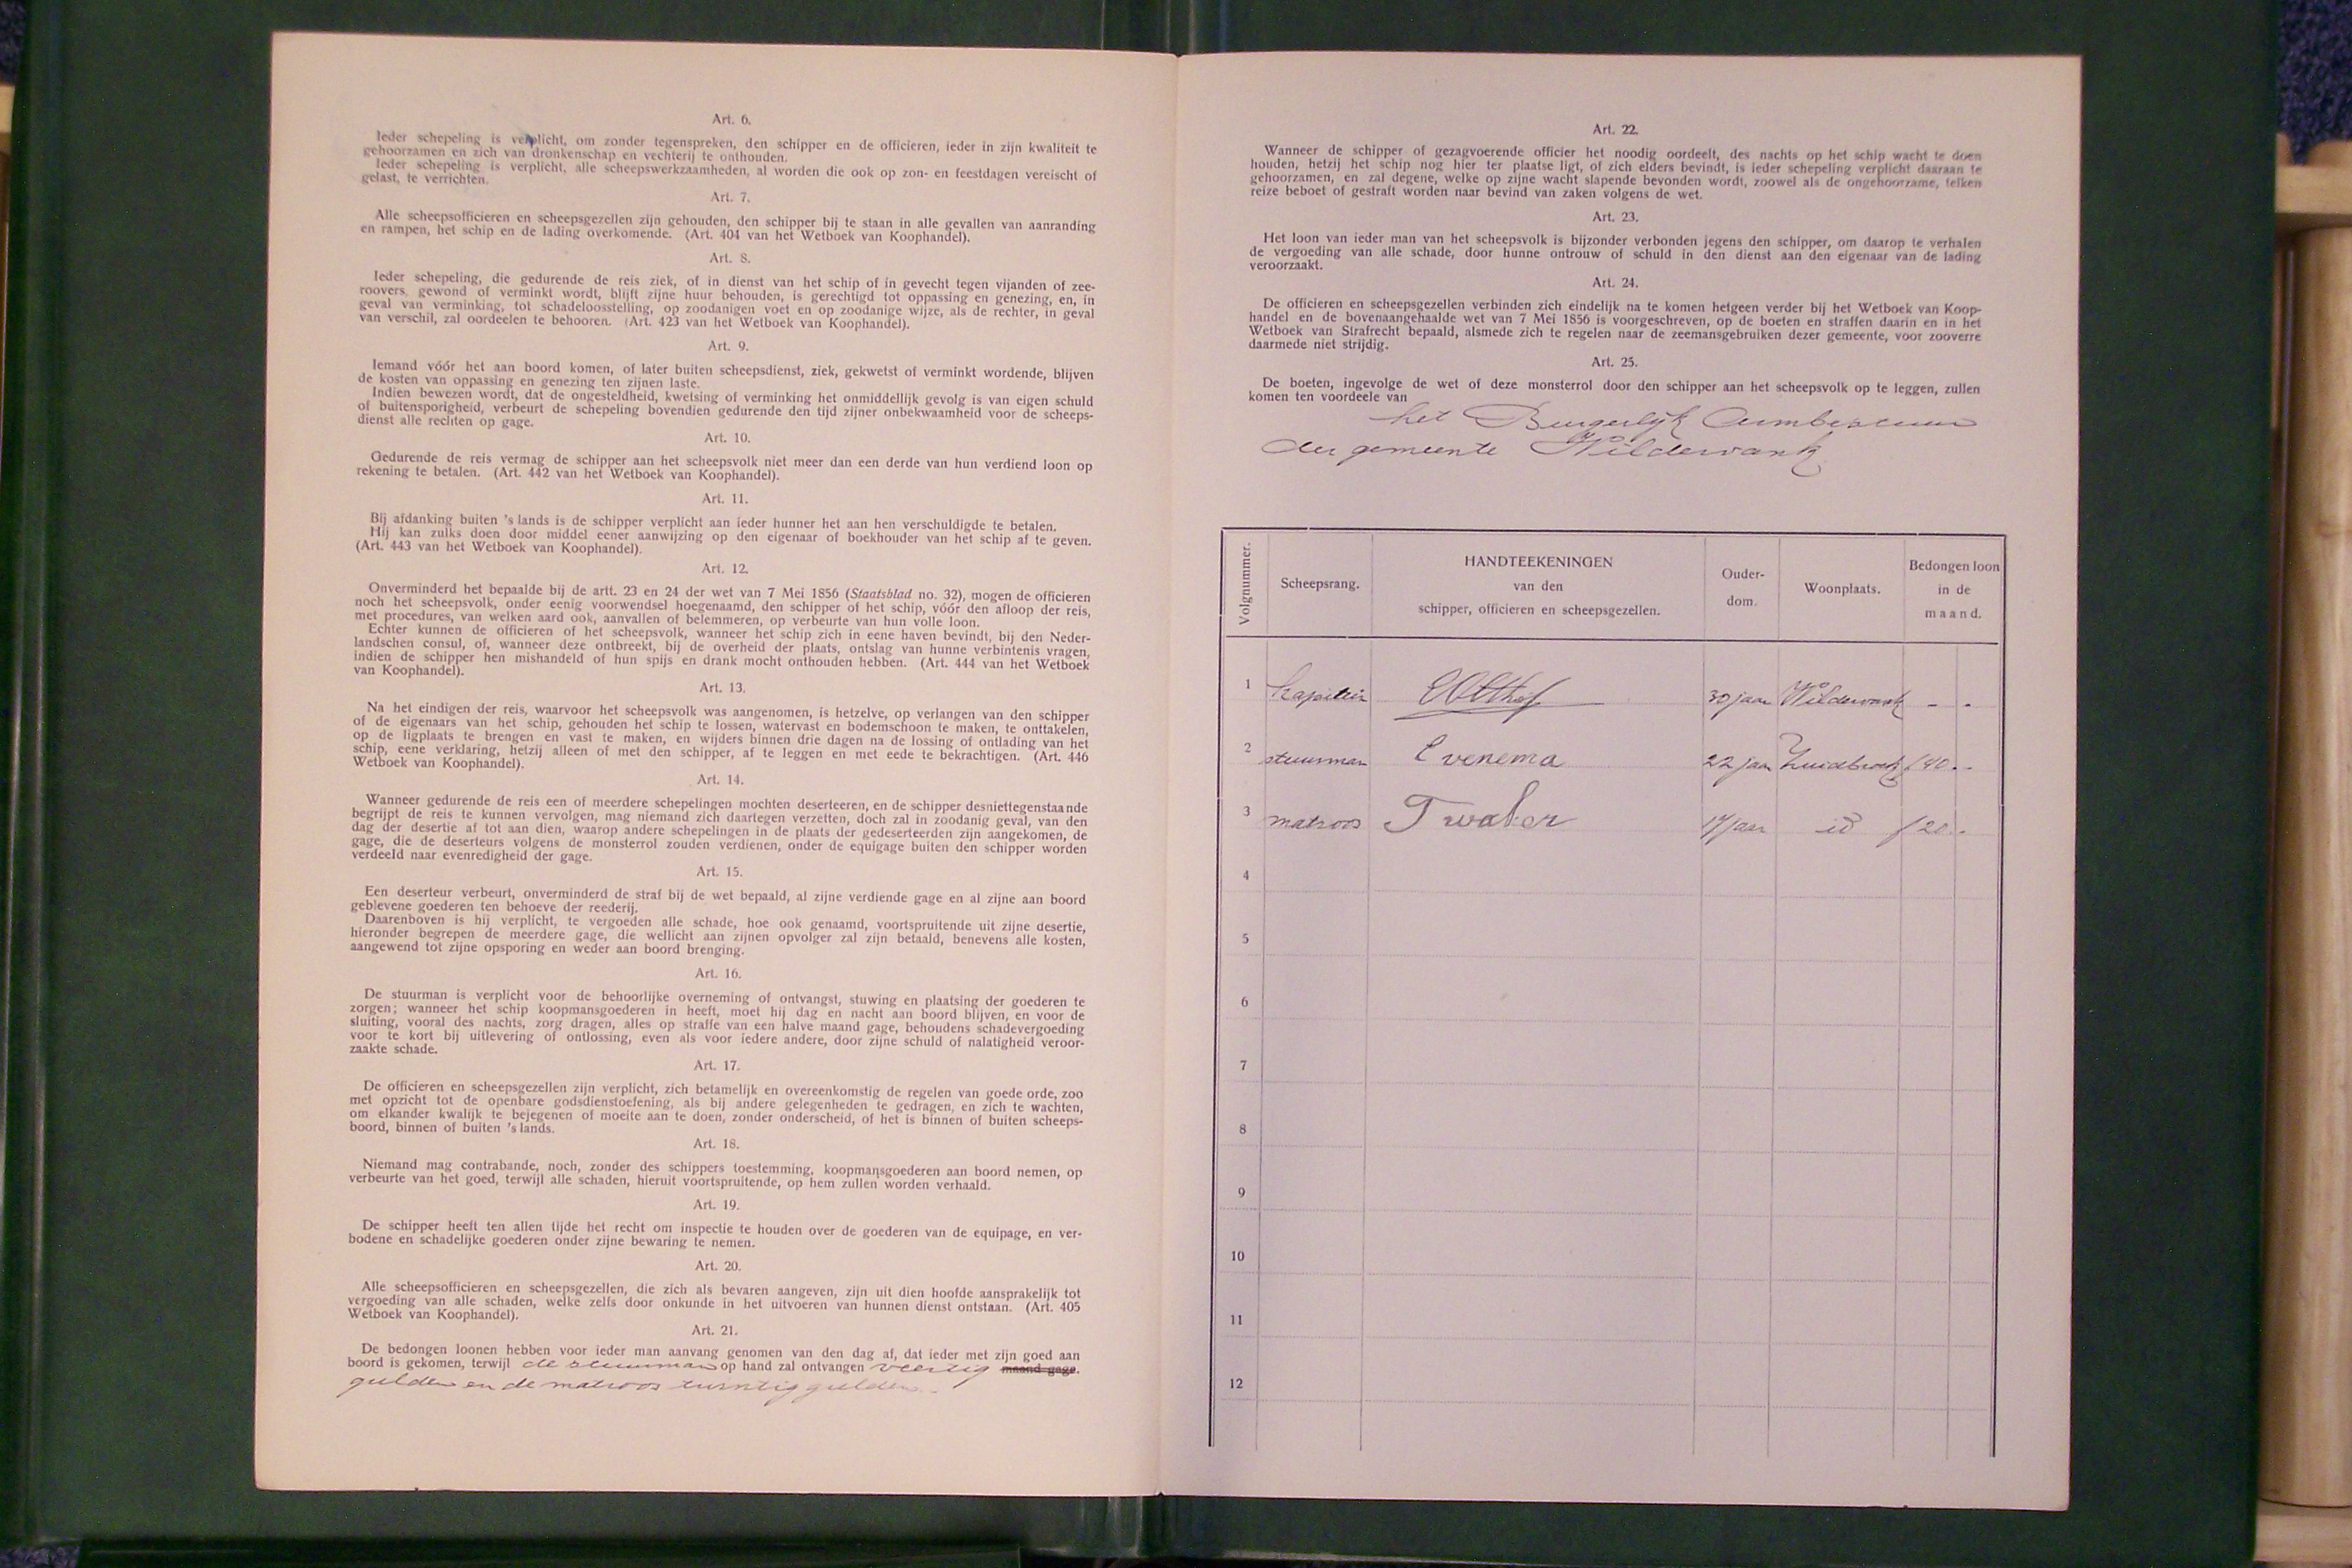 Art. 6.
Ieder schepeling is verplicht, om zonder tegenspreken, den schipper en de officieren, ieder in zijn kwaliteit te
gehoorzamen en zich van dronkenschap en vechterij te onthouden.
Ieder schepeling is verplicht, alle scheepswerkzaamheden, al worden die ook op zon- en feestdagen vereischt of
gelast, te verrichten.
Art. 7.
Alle scheepsofficieren en scheepsgezellen zijn gehouden, den schipper bij te staan in alle gevallen van aanranding
en rampen, het schip en de lading overkomende. (Art. 404 van het Wetboek van Koophandel).
Art. 8.
Ieder schepeling, die gedurende de reis ziek, of in dienst van het schip of in gevecht tegen vijanden of zee-
roovers, gewond of verminkt wordt, blijft zijne huur behouden, is gerechtigd tot oppassing en genezing, en, in
geval van verminking, tot schadeloosstelling, op zoodanigen voet en op zoodanige wijze, als de rechter, in geval
van verschil, zal oordeelen te behooren. (Art. 423 van het Wetboek van Koophandel).
Art. 9.
Iemand vóór het aan boord komen, of later buiten scheepsdienst, ziek, gekwetst of verminkt wordende, blijven
de kosten van oppassing en genezing ten zijnen laste.
Indien bewezen wordt, dat de ongesteldheid, kwetsing of verminking het onmiddellijk gevolg is van eigen schuld
of buitensporigheid, verbeurt de schepeling bovendien gedurende den tijd zijner onbekwaamheid voor de scheeps-
dienst alle rechten op gage.
Art. 10.
Gedurende de reis vermag de schipper aan het scheepsvolk niet meer dan een derde van hun verdiend loon op
rekening te betalen. (Art. 442 van het Wetboek van Koophandel).
Art. 11.
Bij afdanking buiten 's lands is de schipper verplicht aan ieder hunner het aan hen verschuldigde te betalen.
Hij kan zulks doen door middel eener aanwijzing op den eigenaar of boekhouder van het schip af te geven.
(Art. 443 van het Wetboek van Koophandel).
Art. 12.
Onverminderd het bepaalde bij de artt. 23 en 24 der wet van 7 Mei 1856 (Staatsblad no. 32), mogen de officieren
noch het scheepsvolk, onder eenig voorwendsel hoegenaamd, den schipper of het schip, vóór den afloop der reis,
met procedures, van welken aard ook, aanvallen of belemmeren, op verbeurte van hun volle loon.
Echter kunnen de officieren of het scheepsvolk, wanneer het schip zich in eene haven bevindt, bij den Neder-
landschen consul, of, wanneer deze ontbreekt, bij de overheid der plaats, ontslag van hunne verbintenis vragen,
indien de schipper hen mishandeld of hun spijs en drank mocht onthouden hebben. (Art. 444 van het Wetboek
van Koophandel).
Art. 13.
Na het eindigen der reis, waarvoor het scheepsvolk was aangenomen, is hetzelve, op verlangen van den schipper
of de eigenaars van het schip, gehouden het schip te lossen, watervast en bodemschoon te maken, te onttakelen,
op de ligplaats te brengen en vast te maken, en wijders binnen drie dagen na de lossing of ontlading van het
schip, eene verklaring, hetzij alleen of met den schipper, af te leggen en met eede te bekrachtigen. (Art. 446
Wetboek van Koophandel).
Art. 14.
Wanneer gedurende de reis een of meerdere schepelingen mochten deserteeren, en de schipper desniettegenstaande
begrijpt de reis te kunnen vervolgen, mag niemand zich daartegen verzetten, doch zal in zoodanig geval, van den
dag der desertie af tot aan dien, waarop andere schepelingen in de plaats der gedeserteerden zijn aangekomen, de
gage, die de deserteurs volgens de monsterrol zouden verdienen, onder de equigage buiten den schipper worden
verdeeld naar evenredigheid der gage.
Art. 15.
Een deserteur verbeurt, onverminderd de straf bij de wet bepaald, al zijne verdiende gage en al zijne aan boord
geblevene goederen ten behoeve der reederij.
Daarenboven is hij verplicht, te vergoeden alle schade, hoe ook genaamd, voortspruitende uit zijne desertie,
hieronder begrepen de meerdere gage, die wellicht aan zijnen opvolger zal zijn betaald, benevens alle kosten,
aangewend tot zijne opsporing en weder aan boord brenging.
Art. 16.
De stuurman is verplicht voor de behoorlijke overneming of ontvangst, stuwing en plaatsing der goederen te
zorgen; wanneer het schip koopmansgoederen in heeft, moet hij dag en nacht aan boord blijven, en voor de
sluiting, vooral des nachts, zorg dragen, alles op straffe van een halve maand gage, behoudens schadevergoeding
voor te kort bij uitlevering of ontlossing, even als voor iedere andere, door zijne schuld of nalatigheid veroor-
zaakte schade.
Art. 17.
De officieren en scheepsgezellen zijn verplicht, zich betamelijk en overeenkomstig de regelen van goede orde, zoo
met opzicht tot de openbare godsdienstoefening, als bij andere gelegenheden te gedragen, en zich te wachten,
om elkander kwalijk te bejegenen of moeite aan te doen, zonder onderscheid, of het is binnen of buiten scheeps-
boord, binnen of buiten 's lands.
Art. 18.
Niemand mag contrabande, noch, zonder des schippers toestemming, koopmansgoederen aan boord nemen, op
verbeurte van het goed, terwijl alle schaden, hieruit voortspruitende, op hem zullen worden verhaald.
Art. 19.
De schipper heeft ten allen tijde het recht om inspectie te houden over de goederen van de equipage, en ver-
bodene en schadelijke goederen onder zijne bewaring te nemen.
Art. 20.
Alle scheepsofficieren en scheepsgezellen, die zich als bevaren aangeven, zijn uit dien hoofde aansprakelijk tot
vergoeding van alle schaden, welke zelfs door onkunde in het uitvoeren van hunnen dienst ontstaan. (Art. 405
Wetboek van Koophandel).
Art. 21.
De bedongen loonen hebben voor ieder man aanvang genomen van den dag af, dat ieder met zijn goed aan
boord is gekomen, terwijl de stuurman op hand zal ontvangen veertig maand gage.
gulden en de matroos twintig gulden.
Art. 22.
Wanneer de schipper of gezagvoerende officier het noodig oordeelt, des nachts op het schip wacht te doen
houden, hetzij het schip nog hier ter plaatse ligt, of zich elders bevindt, is ieder schepeling verplicht daaraan te
gehoorzamen, en zal degene, welke op zijne wacht slapende bevonden wordt, zoowel als de ongehoorzame, telken
reize beboet of gestraft worden naar bevind van zaken volgens de wet.
Art. 23.
Het loon van ieder man van het scheepsvolk is bijzonder verbonden jegens den schipper, om daarop te verhalen
de vergoeding van alle schade, door hunne ontrouw of schuld in den dienst aan den eigenaar van de lading
veroorzaakt.
Art. 24.
De officieren en scheepsgezellen verbinden zich eindelijk na te komen hetgeen verder bij het Wetboek van Koop-
handel en de bovenaangehaalde wet van 7 Mei 1856 is voorgeschreven, op de boeten en straffen daarin en in het
Wetboek van Strafrecht bepaald, alsmede zich te regelen naar de zeemansgebruiken dezer gemeente, voor zooverre
daarmede niet strijdig.
Art. 25.
De boeten, ingevolge de wet of deze monsterrol door den schipper aan het scheepsvolk op te leggen, zullen
komen ten voordeele van
het Burgerlijk Armbestuur
der gemeente Wildervank
Volgnummer. Scheepsrang. HANDTEEKENINGEN van den schipper, officieren en scheepsgezellen. Ouder-dom. Woonplaats. Bedongen loon in de maand.
1 Kapitein 30 jaar Wildervank - -
2 stuurman E venema 22 jaar Zuidbroek f 40 . -
3 matroos T waber 17 jaar id f 20 . -
4
5
6
7
8
9
10
11
12